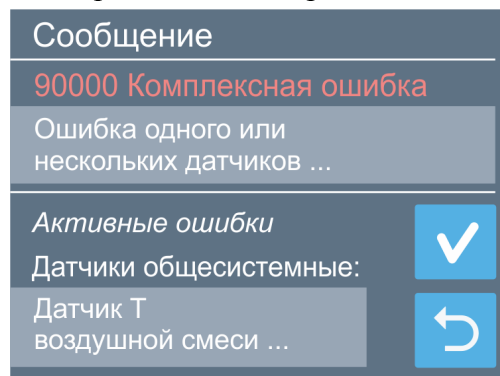 Сообщение
90000 Комплексная ошибка
Ошибка одного или
нескольких датчиков ...
Активные ошибки
Датчики общесистемные:
Датчик Т
воздушной смеси ...